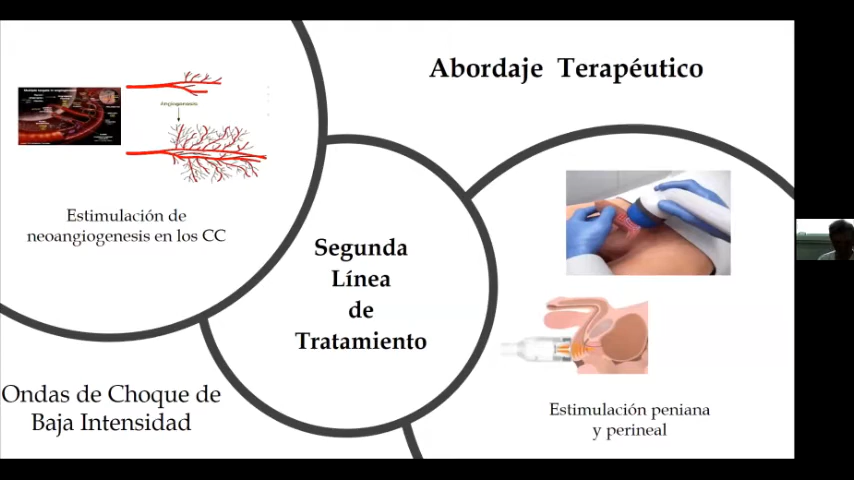 Abordaje Terapéutico
Angiogenesis
Estimulación de
neoangiogenesis en los CC
Segunda
Línea
de
Tratamiento
Ondas de Choque de
Baja Intensidad
Estimulación peniana
y perineal